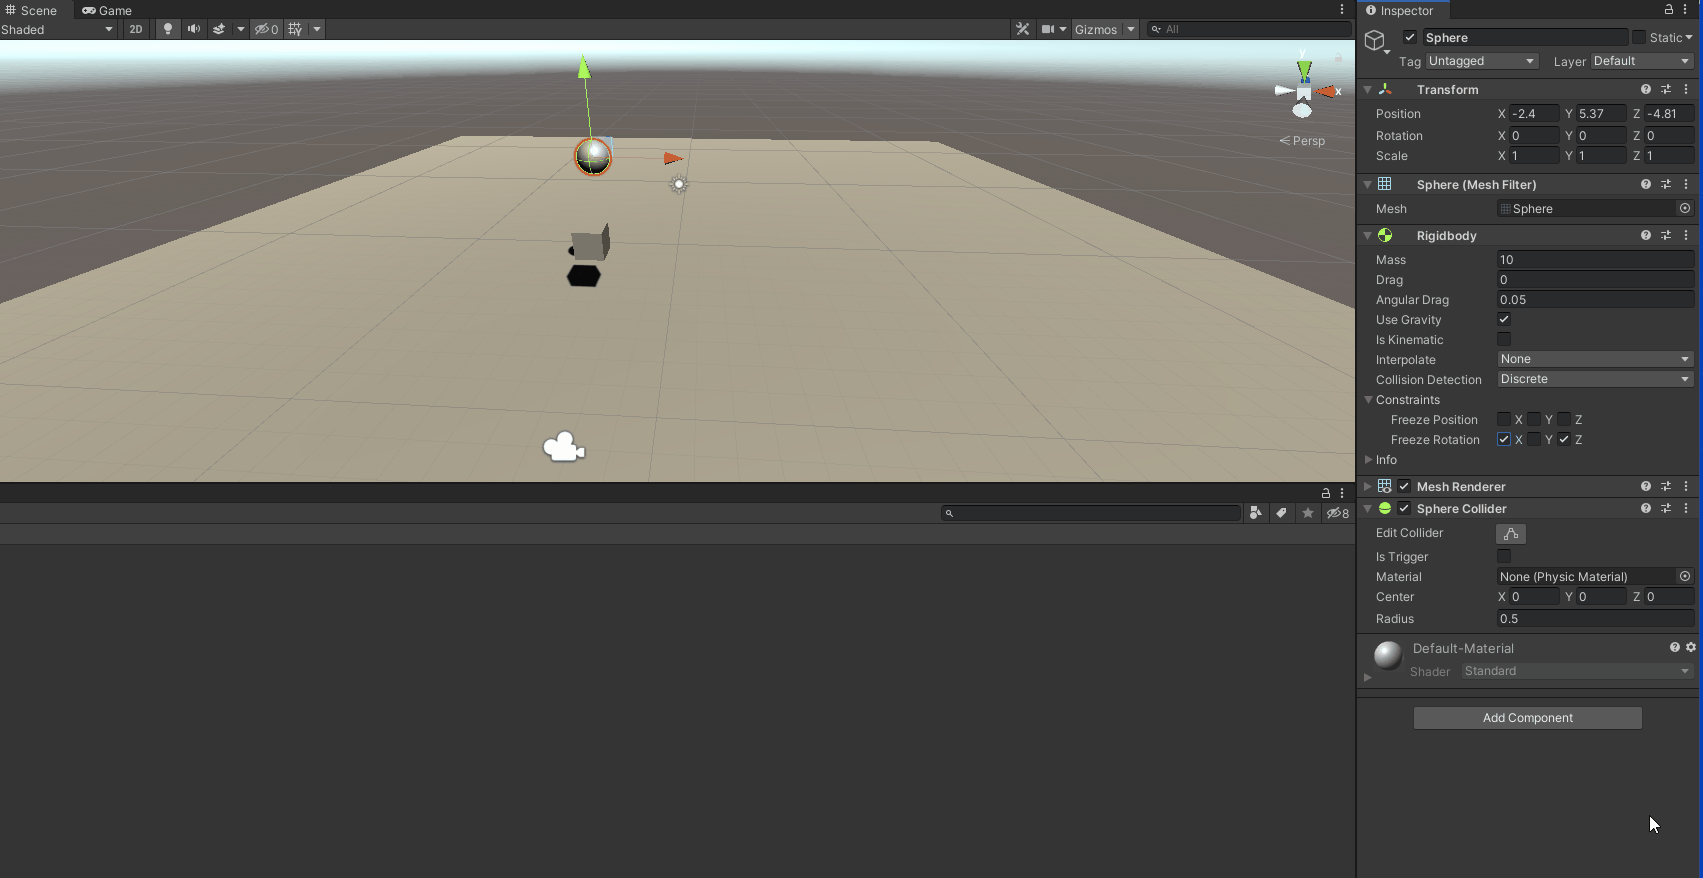 Scene Game
Shaded 2D 0 Gizmos All
y
x
Persp
8
Inspector
Sphere Static
Tag Untagged Layer Default
Transform
Position X -2.4 Y 5.37 Z -4.81
Rotation X 0 Y 0 Z 0
Scale X 1 Y 1 Z 1
Sphere (Mesh Filter)
Mesh Sphere
Rigidbody
Mass 10
Drag 0
Angular Drag 0.05
Use Gravity
Is Kinematic
Interpolate None
Collision Detection Discrete
Constraints
Freeze Position X Y Z
Freeze Rotation X Y Z
Info
Mesh Renderer
Sphere Collider
Edit Collider
Is Trigger
Material None (Physic Material)
Center X 0 Y 0 Z 0
Radius 0.5
Default-Material
Shader Standard
Add Component